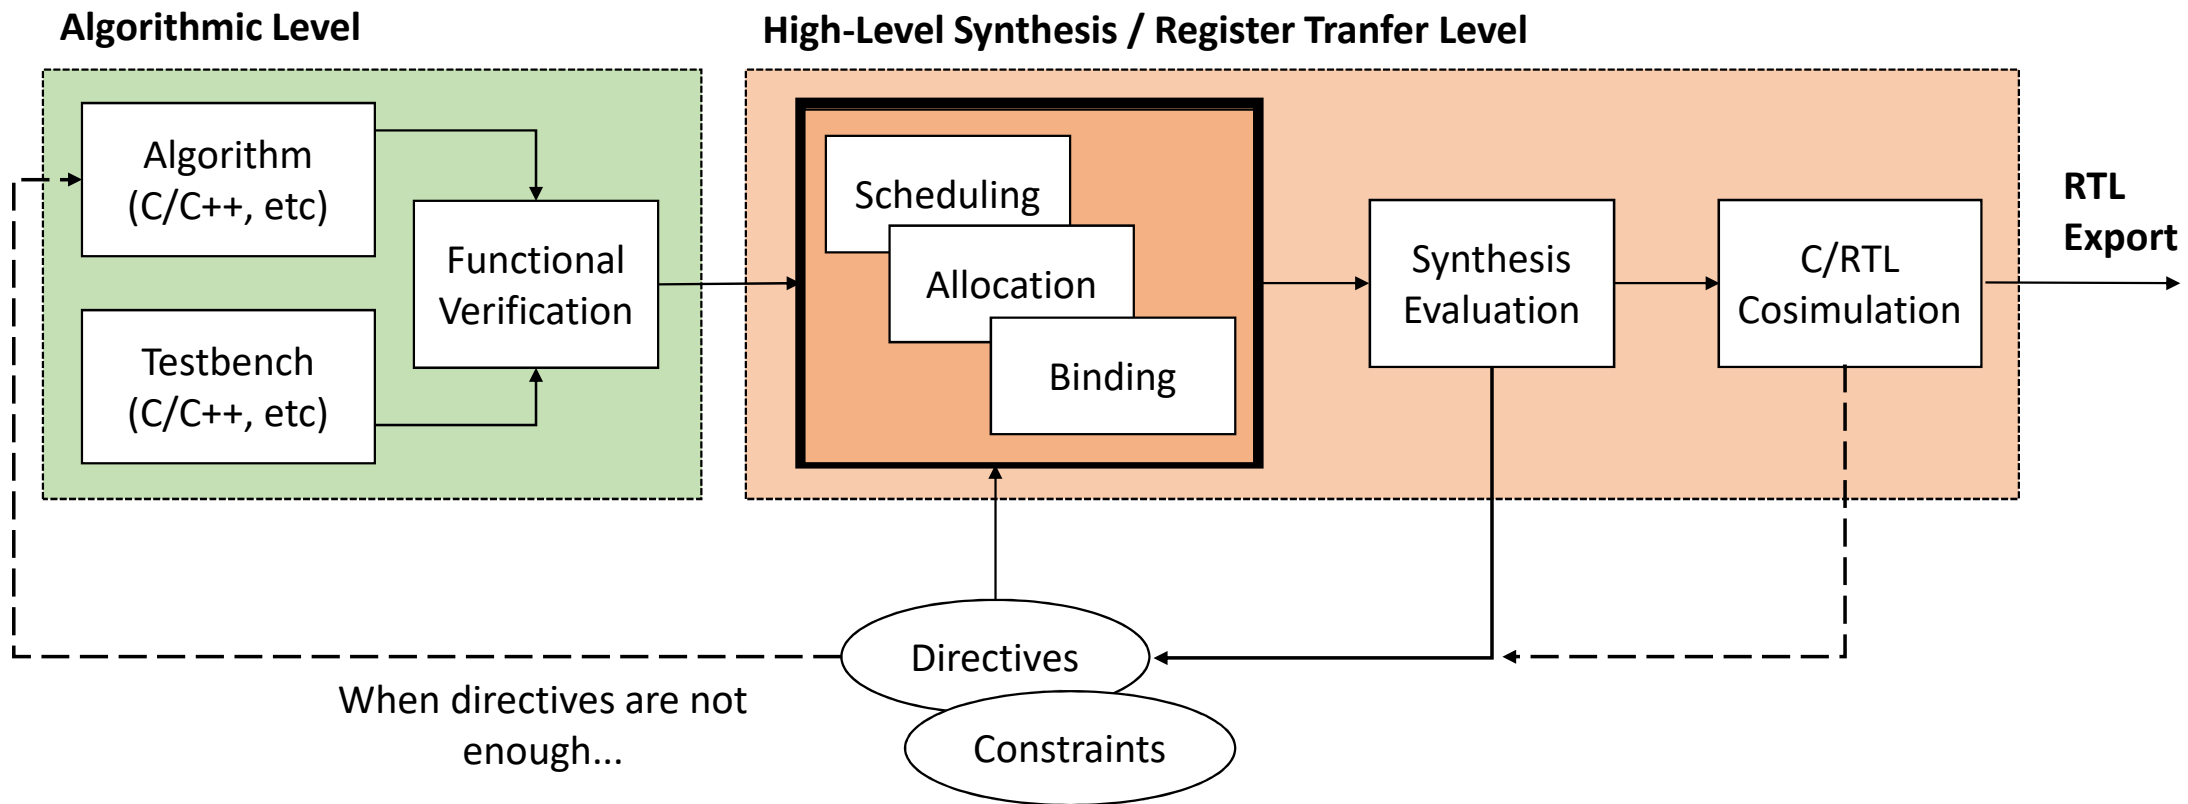 Algorithmic Level
High-Level Synthesis / Register Tranfer Level
Algorithm
(C/C++, etc)
Testbench
(C/C++, etc)
Functional
Verification
Scheduling
Allocation
Binding
Synthesis
Evaluation
C/RTL
Cosimulation
RTL
Export
Directives
Constraints
When directives are not
enough...